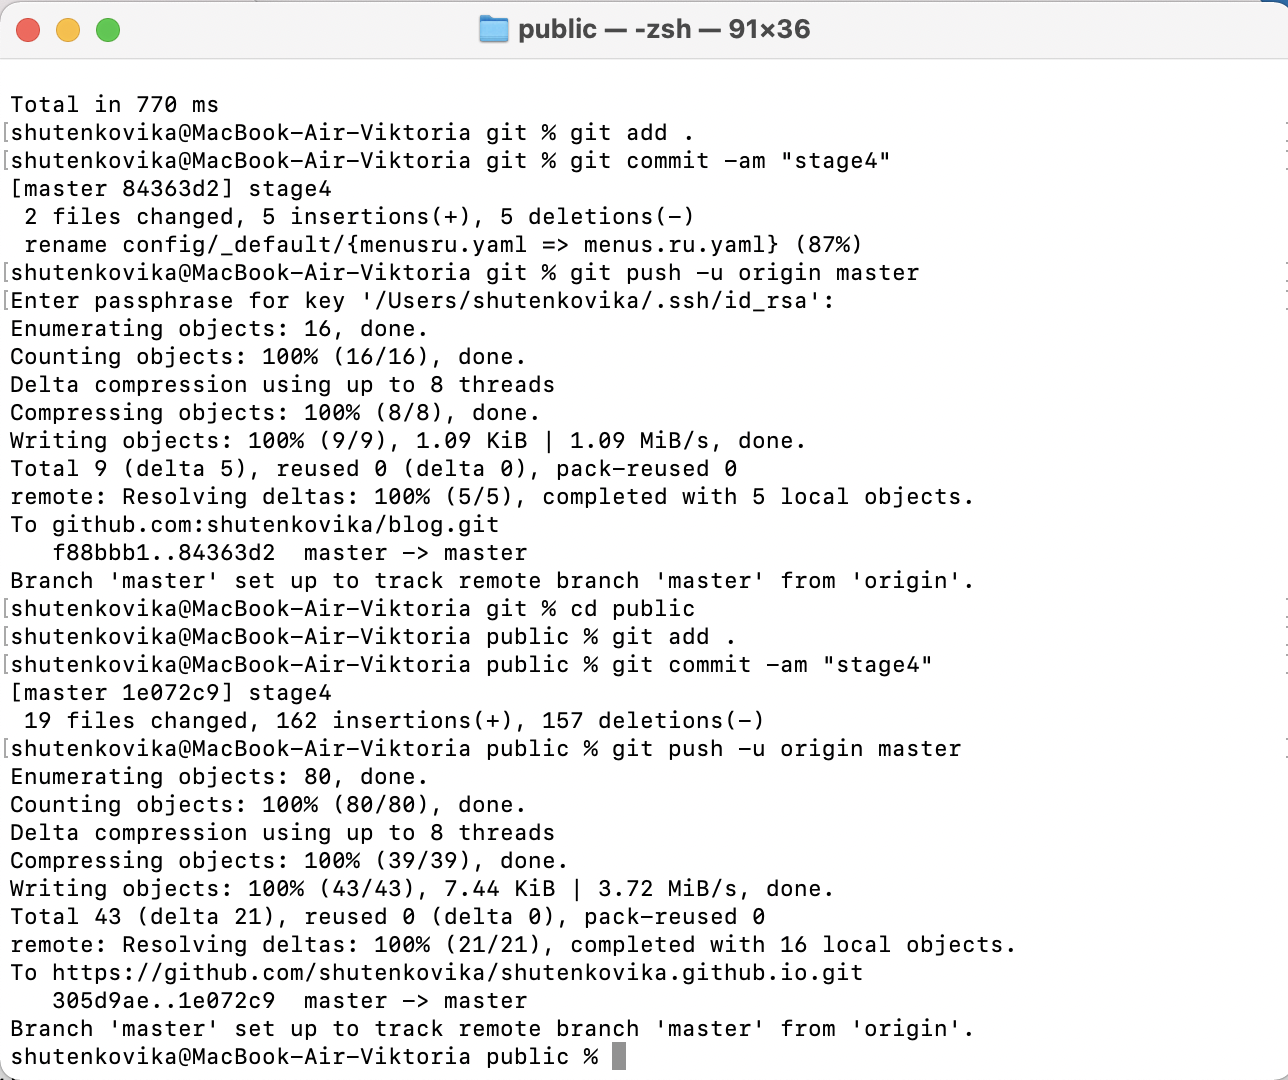 public — -zsh — 91×36
Total in 770 ms
[shutenkovika@MacBook-Air-Viktoria git % git add .
[shutenkovika@MacBook-Air-Viktoria git % git commit -am "stage4"
[master 84363d2] stage4
 2 files changed, 5 insertions(+), 5 deletions(-)
 rename config/_default/{menusru.yaml => menus.ru.yaml} (87%)
[shutenkovika@MacBook-Air-Viktoria git % git push -u origin master
[Enter passphrase for key '/Users/shutenkovika/.ssh/id_rsa':
Enumerating objects: 16, done.
Counting objects: 100% (16/16), done.
Delta compression using up to 8 threads
Compressing objects: 100% (8/8), done.
Writing objects: 100% (9/9), 1.09 KiB | 1.09 MiB/s, done.
Total 9 (delta 5), reused 0 (delta 0), pack-reused 0
remote: Resolving deltas: 100% (5/5), completed with 5 local objects.
To github.com:shutenkovika/blog.git
   f88bbb1..84363d2  master -> master
Branch 'master' set up to track remote branch 'master' from 'origin'.
[shutenkovika@MacBook-Air-Viktoria git % cd public
[shutenkovika@MacBook-Air-Viktoria public % git add .
[shutenkovika@MacBook-Air-Viktoria public % git commit -am "stage4"
[master 1e072c9] stage4
 19 files changed, 162 insertions(+), 157 deletions(-)
[shutenkovika@MacBook-Air-Viktoria public % git push -u origin master
Enumerating objects: 80, done.
Counting objects: 100% (80/80), done.
Delta compression using up to 8 threads
Compressing objects: 100% (39/39), done.
Writing objects: 100% (43/43), 7.44 KiB | 3.72 MiB/s, done.
Total 43 (delta 21), reused 0 (delta 0), pack-reused 0
remote: Resolving deltas: 100% (21/21), completed with 16 local objects.
To https://github.com/shutenkovika/shutenkovika.github.io.git
   305d9ae..1e072c9  master -> master
Branch 'master' set up to track remote branch 'master' from 'origin'.
shutenkovika@MacBook-Air-Viktoria public %